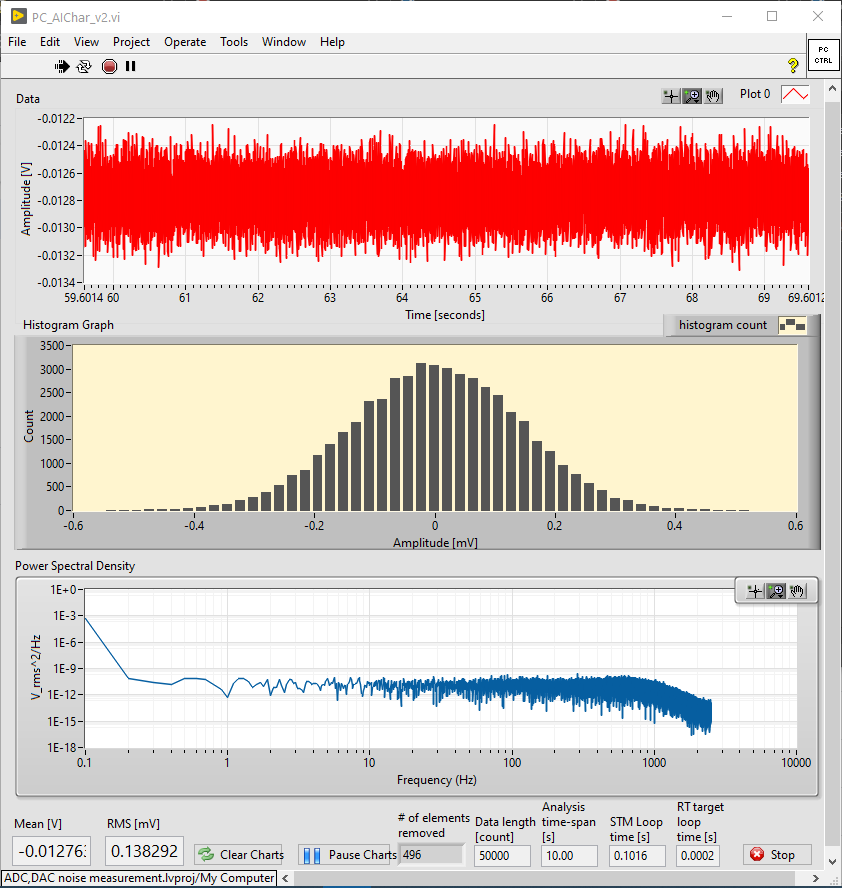 PC_AIChar_v2.vi
File Edit View Project Operate Tools Window Help
PC
CTRL
?
Data
Plot 0
-0.0122
-0.0124
-0.0126
-0.0128
-0.0130
-0.0132
-0.0134
Amplitude [V]
59.6014 60 61 62 63 64 65 66 67 68 69 69.6012
Time [seconds]
Histogram Graph
histogram count
3500
3000
2500
2000
1500
1000
500
0
Count
-0.6 -0.4 -0.2 0 0.2 0.4 0.6
Amplitude [mV]
Power Spectral Density
1E+0
1E-3
1E-6
1E-9
1E-12
1E-15
1E-18
V_rms^2/Hz
0.1 1 10 100 1000 10000
Frequency (Hz)
Mean [V]
-0.01276
RMS [mV]
0.138292
Clear Charts
Pause Charts
# of elements
removed
496
Data length
[count]
50000
Analysis
time-span
[s]
10.00
STM Loop
time [s]
0.1016
RT target
loop
time [s]
0.0002
Stop
ADC,DAC noise measurement.lvproj/My Computer